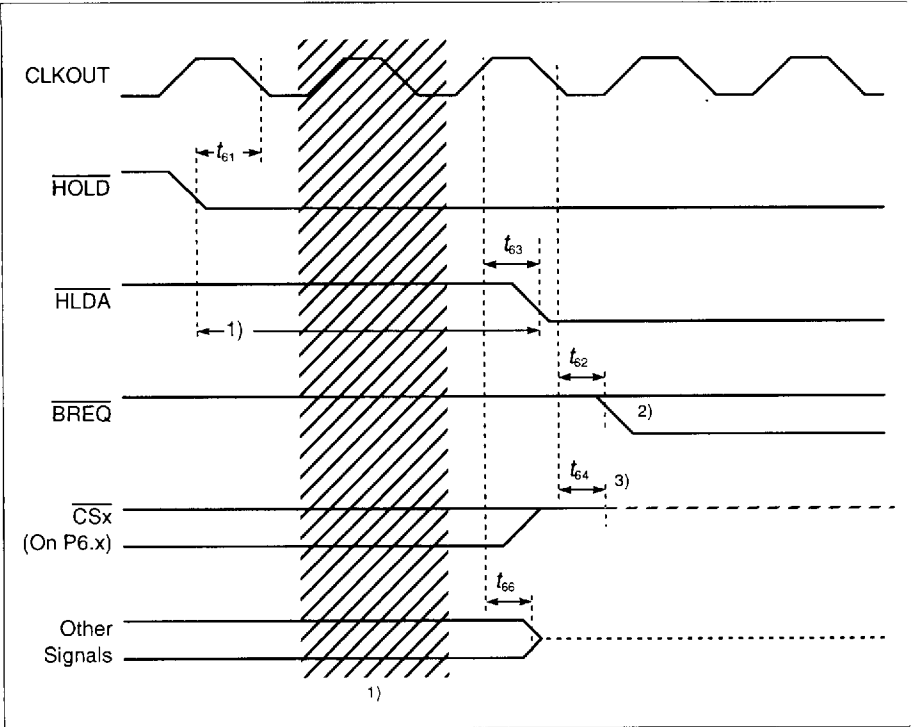 CLKOUT
t61
HOLD
t63
HLDA
1)
t62
BREQ
2)
t64
3)
CSx
(On P6.x)
t66
Other
Signals
1)